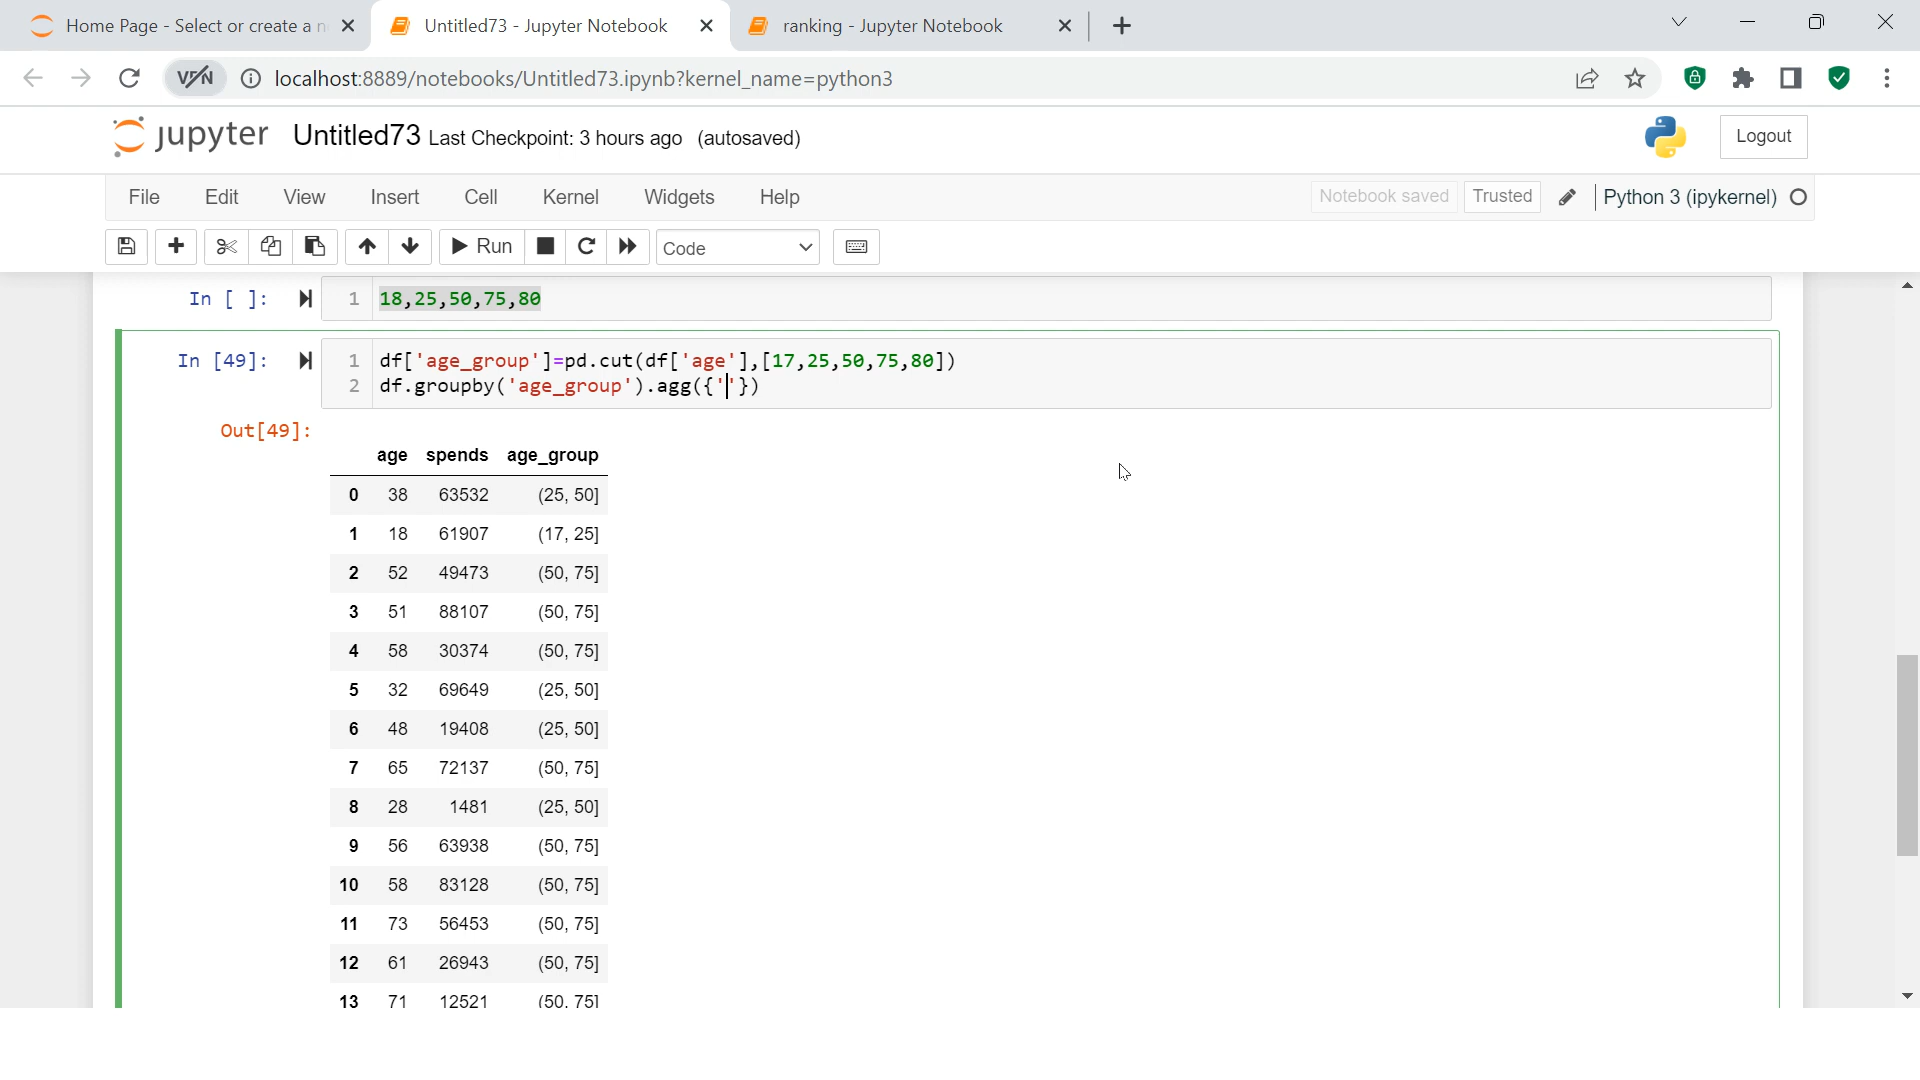 Home Page - Select or create a n
Untitled73 - Jupyter Notebook
ranking - Jupyter Notebook
VPN
localhost:8889/notebooks/Untitled73.ipynb?kernel_name=python3
jupyter Untitled73 Last Checkpoint: 3 hours ago (autosaved)
Logout
File Edit View Insert Cell Kernel Widgets Help
Notebook saved Trusted Python 3 (ipykernel)
Run Code
In [ ]: 1 18,25,50,75,80
In [49]: 1 df['age_group']=pd.cut(df['age'],[17,25,50,75,80])
2 df.groupby('age_group').agg({''})
Out[49]:
age spends age_group
0 38 63532 (25, 50]
1 18 61907 (17, 25]
2 52 49473 (50, 75]
3 51 88107 (50, 75]
4 58 30374 (50, 75]
5 32 69649 (25, 50]
6 48 19408 (25, 50]
7 65 72137 (50, 75]
8 28 1481 (25, 50]
9 56 63938 (50, 75]
10 58 83128 (50, 75]
11 73 56453 (50, 75]
12 61 26943 (50, 75]
13 71 12521 (50, 75]